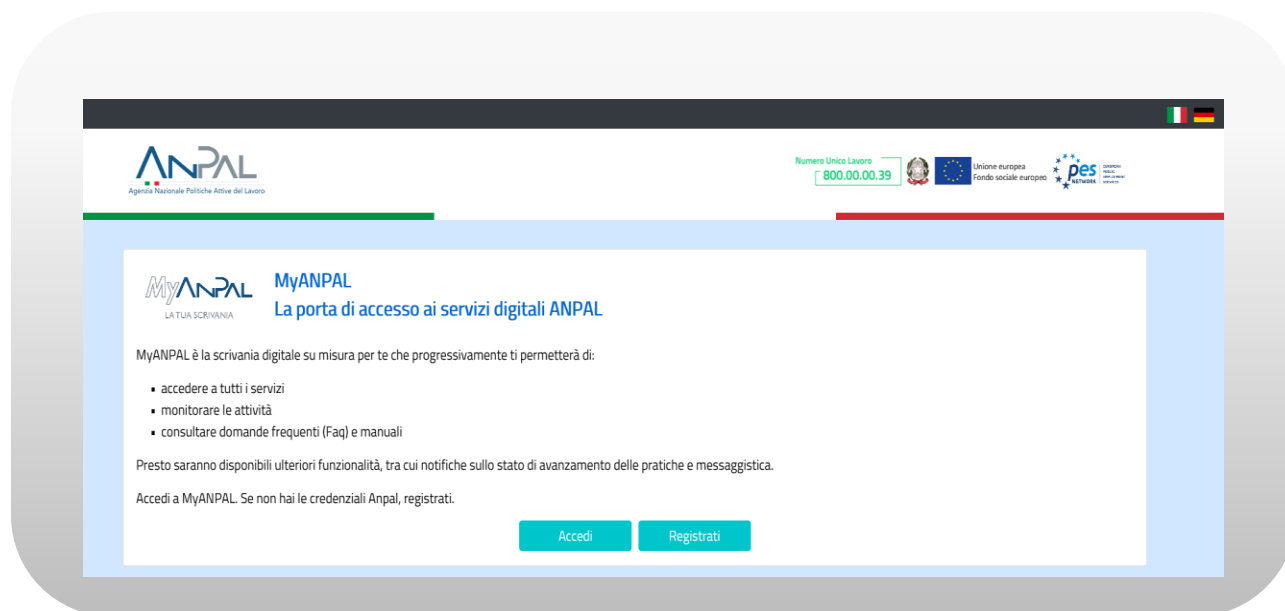 ANPAL
Agenzia Nazionale Politiche Attive del Lavoro
Numero Unico Lavoro
800.00.00.39
Unione europea
Fondo sociale europeo
pes
NETWORK
EUROPEAN
PUBLIC
EMPLOYMENT
SERVICES
MyANPAL
LA TUA SCRIVANIA
MyANPAL
La porta di accesso ai servizi digitali ANPAL
MyANPAL è la scrivania digitale su misura per te che progressivamente ti permetterà di:
▪ accedere a tutti i servizi
▪ monitorare le attività
▪ consultare domande frequenti (Faq) e manuali
Presto saranno disponibili ulteriori funzionalità, tra cui notifiche sullo stato di avanzamento delle pratiche e messaggistica.
Accedi a MyANPAL. Se non hai le credenziali Anpal, registrati.
Accedi
Registrati